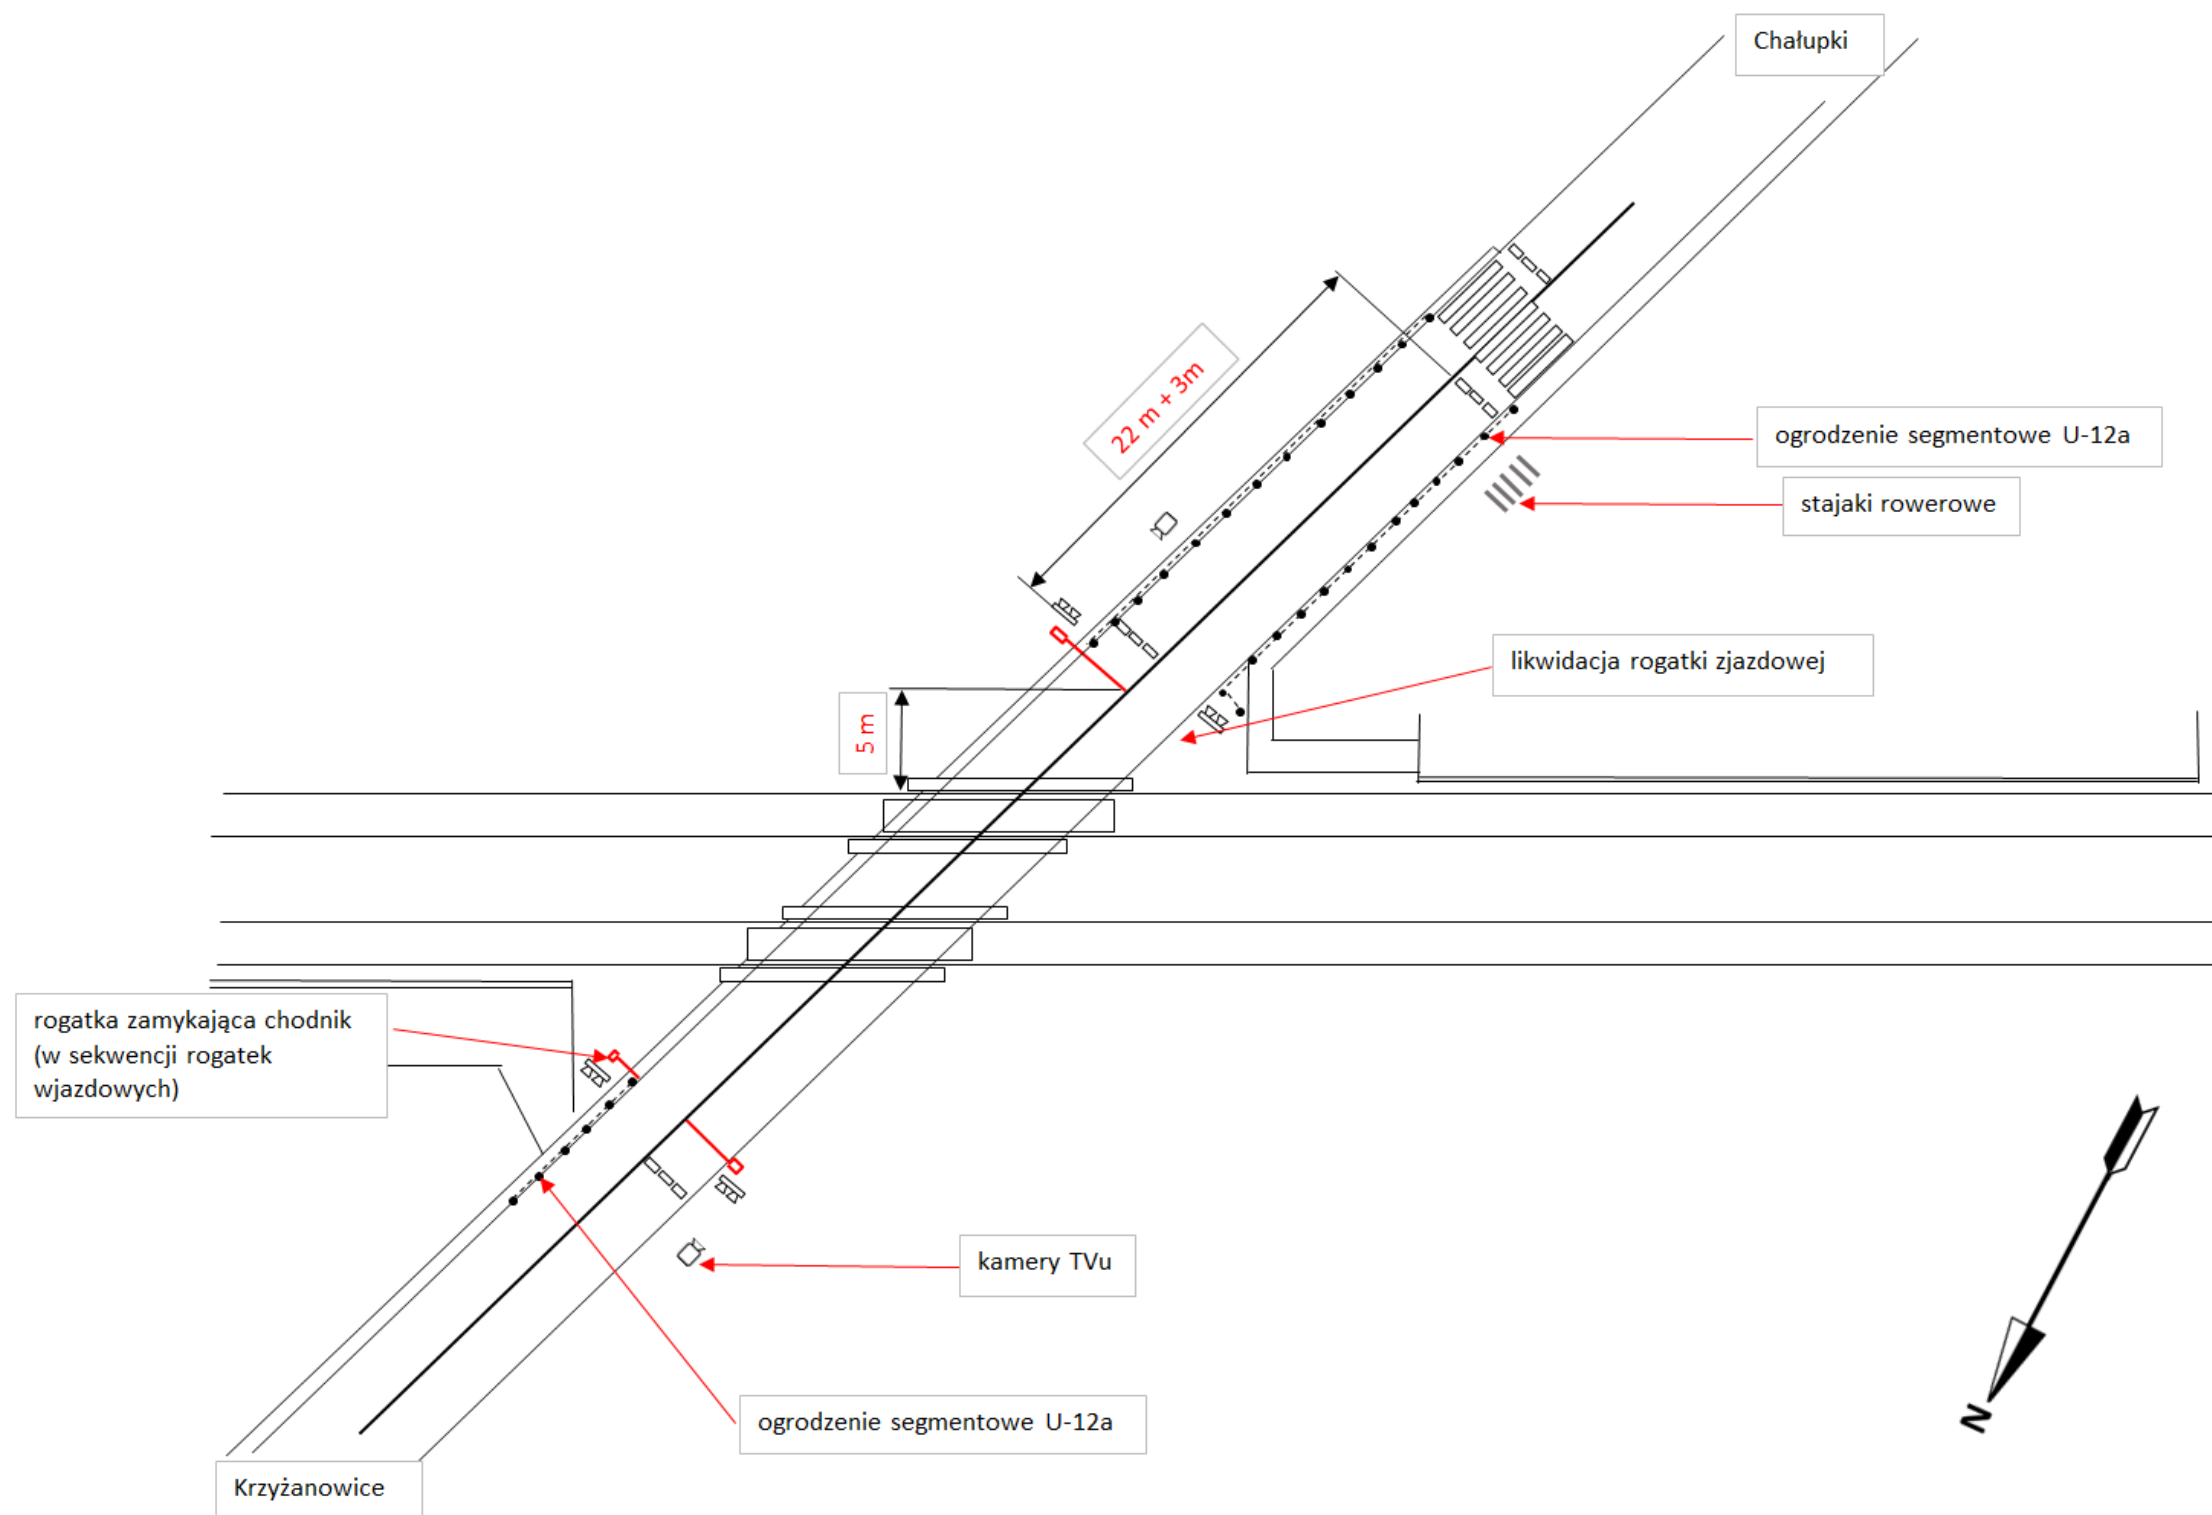 Chałupki
22 m + 3m
ogrodzenie segmentowe U-12a
stajaki rowerowe
likwidacja rogatki zjazdowej
5 m
rogatka zamykająca chodnik
(w sekwencji rogatek
wjazdowych)
kamery TVu
ogrodzenie segmentowe U-12a
N
Krzyżanowice